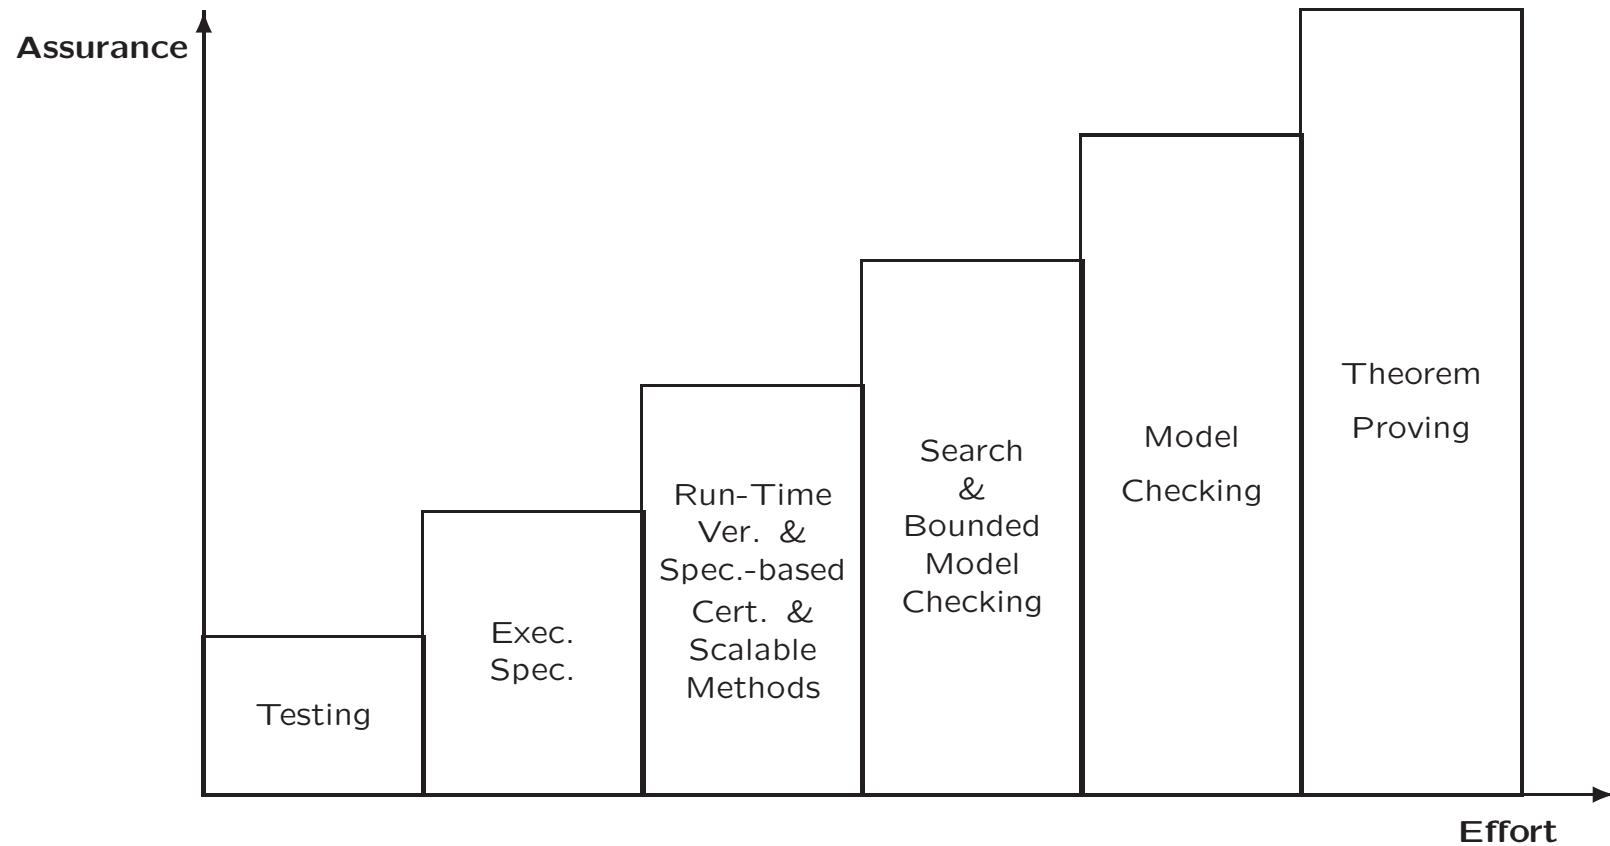 Assurance
Testing
Exec.
Spec.
Run-Time
Ver. &
Spec.-based
Cert. &
Scalable
Methods
Search
&
Bounded
Model
Checking
Model
Checking
Theorem
Proving
Effort